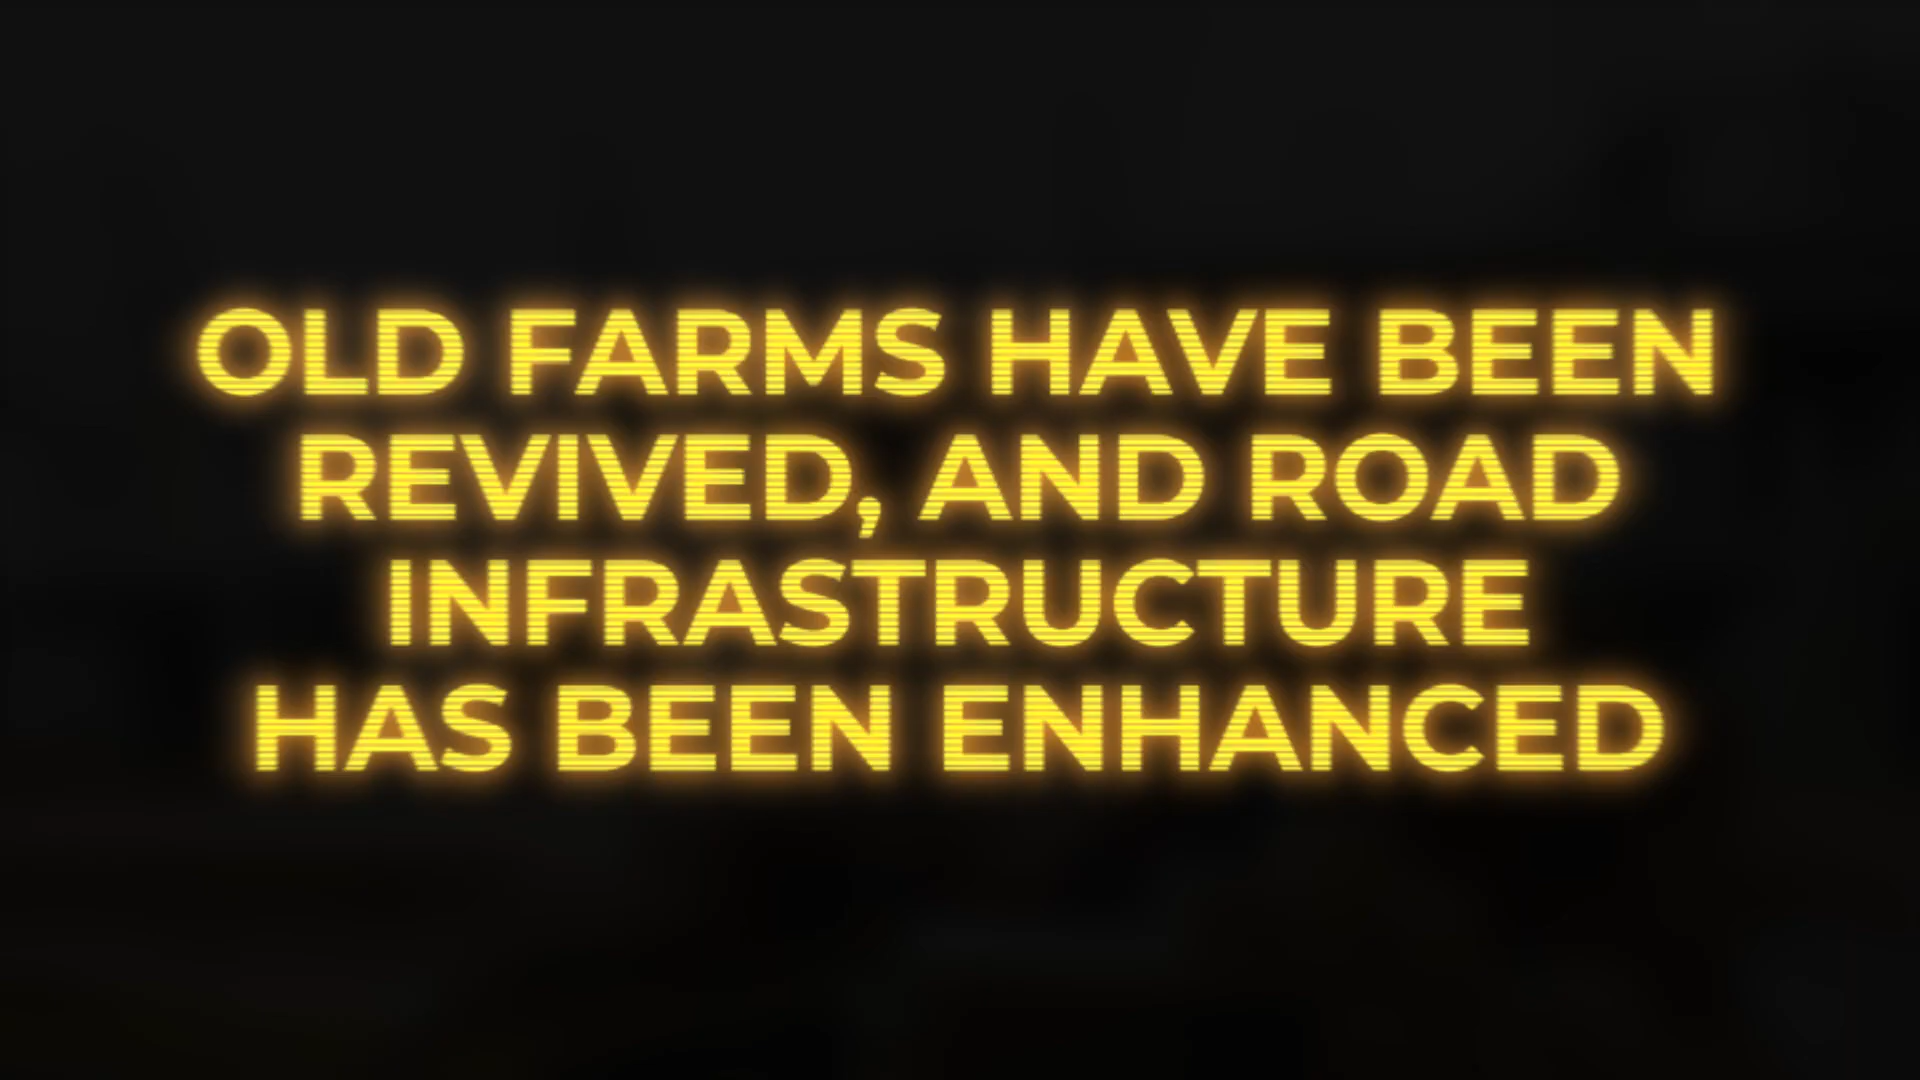 OLD FARMS HAVE BEEN
REVIVED, AND ROAD
INFRASTRUCTURE
HAS BEEN ENHANCED